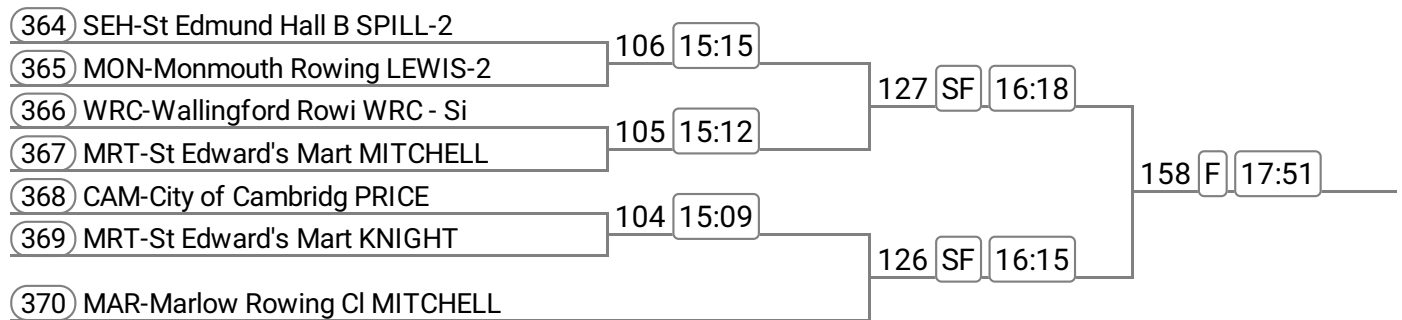 364 SEH-St Edmund Hall B SPILL-2
106 15:15
365 MON-Monmouth Rowing LEWIS-2
127 SF 16:18
366 WRC-Wallingford Rowi WRC - Si
105 15:12
367 MRT-St Edward's Mart MITCHELL
158 F 17:51
368 CAM-City of Cambridg PRICE
104 15:09
369 MRT-St Edward's Mart KNIGHT
126 SF 16:15
370 MAR-Marlow Rowing Cl MITCHELL